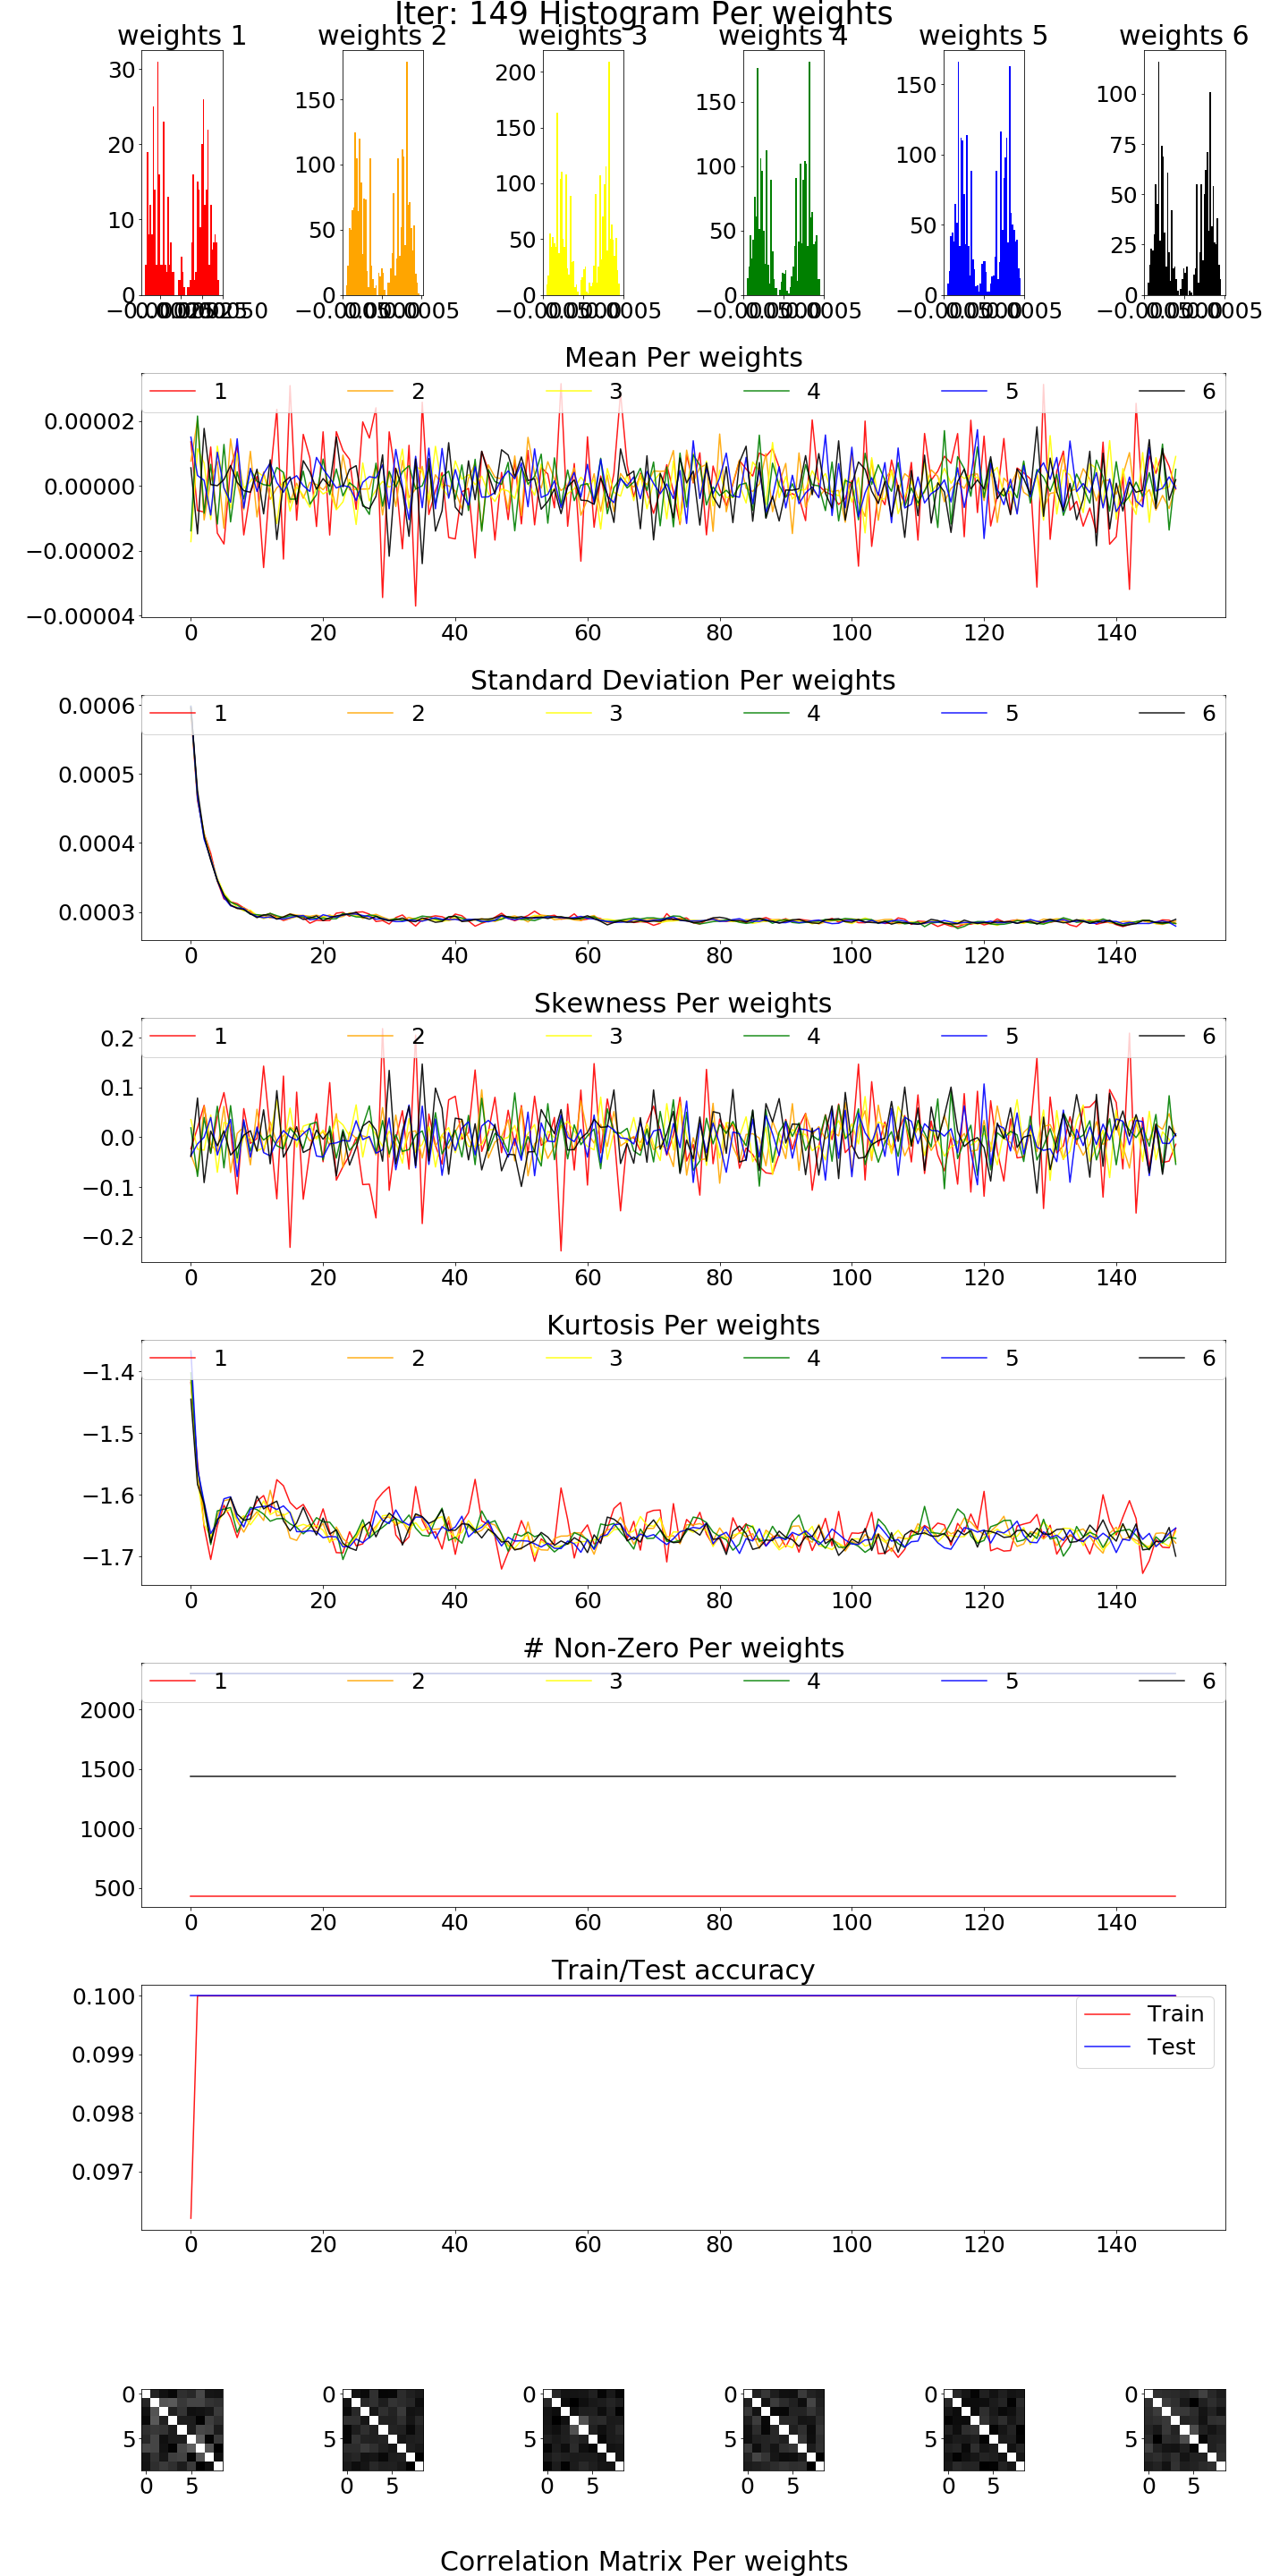 Iter: 149 Histogram Per weights
weights 1 weights 2 weights 3 weights 4 weights 5 weights 6
30 20 10 0
150 100 50 0
200 150 100 50 0
150 100 50 0
150 100 50 0
100 75 50 25 0
Mean Per weights
1 2 3 4 5 6
0.00002
0.00000
−0.00002
−0.00004
0 20 40 60 80 100 120 140
Standard Deviation Per weights
1 2 3 4 5 6
0.0006
0.0005
0.0004
0.0003
0 20 40 60 80 100 120 140
Skewness Per weights
1 2 3 4 5 6
0.2
0.1
0.0
−0.1
−0.2
0 20 40 60 80 100 120 140
Kurtosis Per weights
1 2 3 4 5 6
−1.4
−1.5
−1.6
−1.7
0 20 40 60 80 100 120 140
# Non-Zero Per weights
1 2 3 4 5 6
2000
1500
1000
500
0 20 40 60 80 100 120 140
Train/Test accuracy
Train
Test
0.100
0.099
0.098
0.097
0 20 40 60 80 100 120 140
0 0 0 0 0 0
5 5 5 5 5 5
0 5 0 5 0 5 0 5 0 5 0 5
Correlation Matrix Per weights